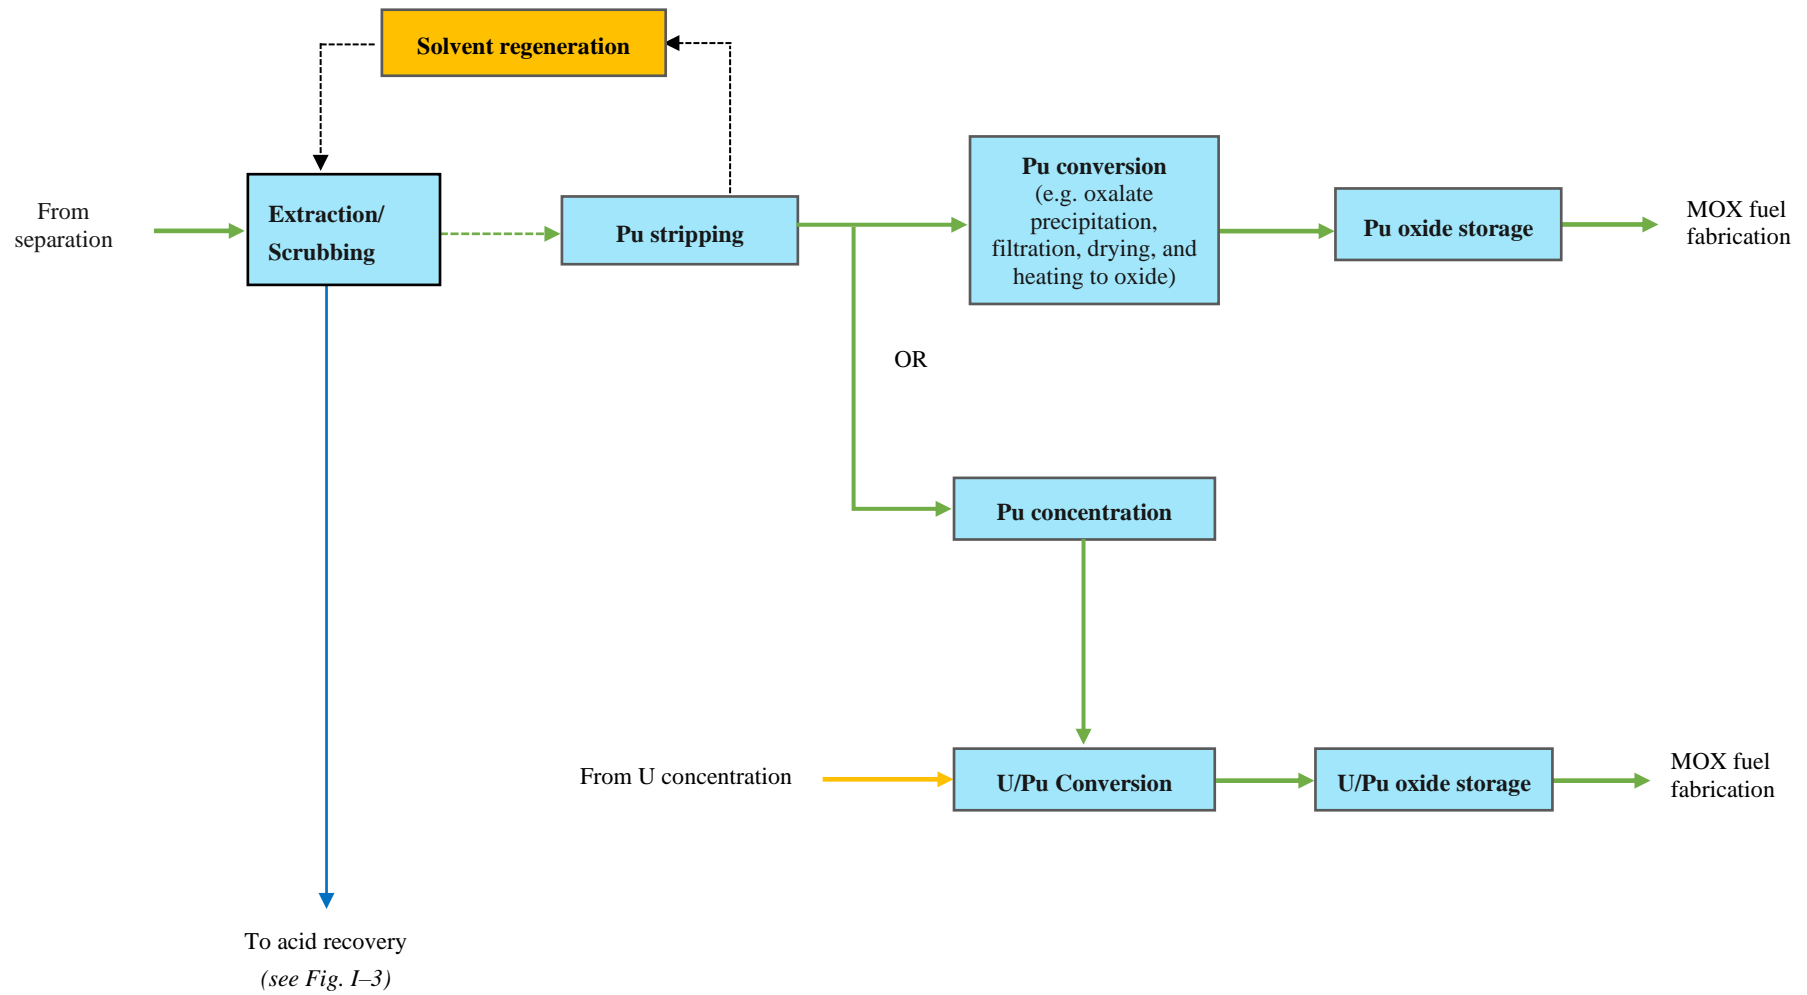 Solvent regeneration
From
separation
Extraction/
Scrubbing
Pu stripping
Pu conversion
(e.g. oxalate
precipitation,
filtration, drying, and
heating to oxide)
Pu oxide storage
MOX fuel
fabrication
OR
Pu concentration
From U concentration
U/Pu Conversion
U/Pu oxide storage
MOX fuel
fabrication
To acid recovery
(see Fig. I–3)